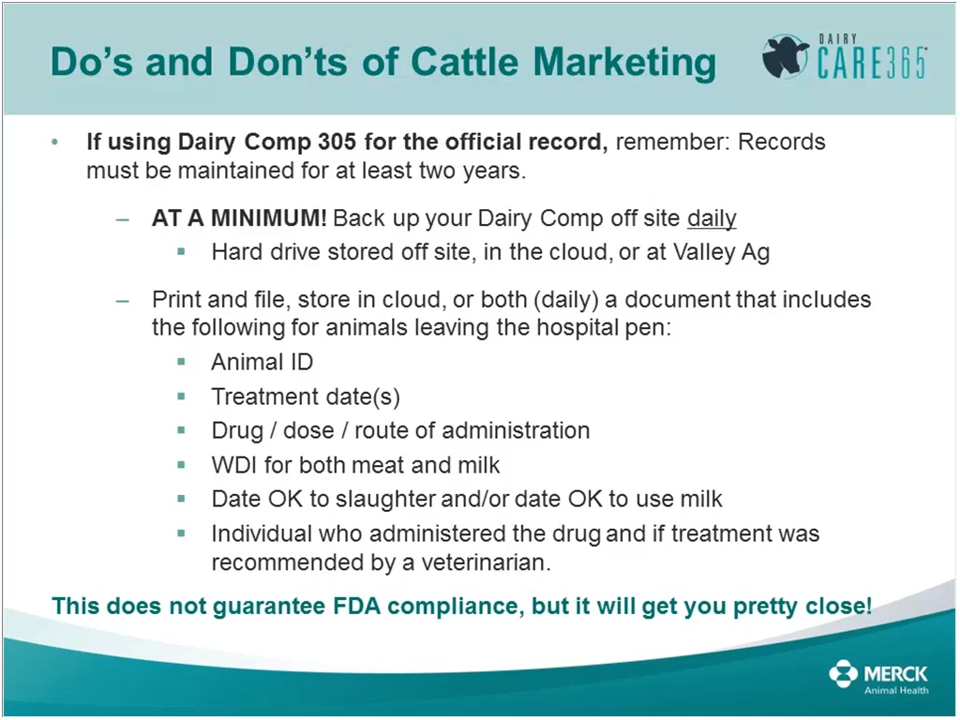 Do's and Don'ts of Cattle Marketing
DAIRY
CARE365™
• If using Dairy Comp 305 for the official record, remember: Records
must be maintained for at least two years.
– AT A MINIMUM! Back up your Dairy Comp off site daily
▪ Hard drive stored off site, in the cloud, or at Valley Ag
– Print and file, store in cloud, or both (daily) a document that includes
the following for animals leaving the hospital pen:
▪ Animal ID
▪ Treatment date(s)
▪ Drug / dose / route of administration
▪ WDI for both meat and milk
▪ Date OK to slaughter and/or date OK to use milk
▪ Individual who administered the drug and if treatment was
recommended by a veterinarian.
This does not guarantee FDA compliance, but it will get you pretty close!
MERCK
Animal Health